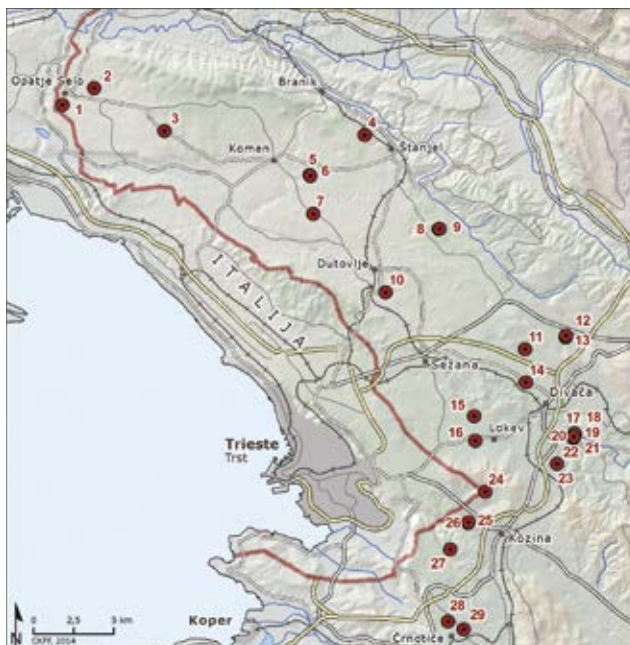 Opatje Selo
2
1
Branik
3
4
Štanjel
Komen
5
6
7
8
9
Dutovlje
ITALIJA
10
12
11
13
Sežana
14
Divača
15
17
18
16
Lokev
20
19
21
Trieste
Trst
22
23
24
26
25
Kozina
27
Koper
28
29
Črnotiče
0
2,5
5 km
N
CKFF, 2014